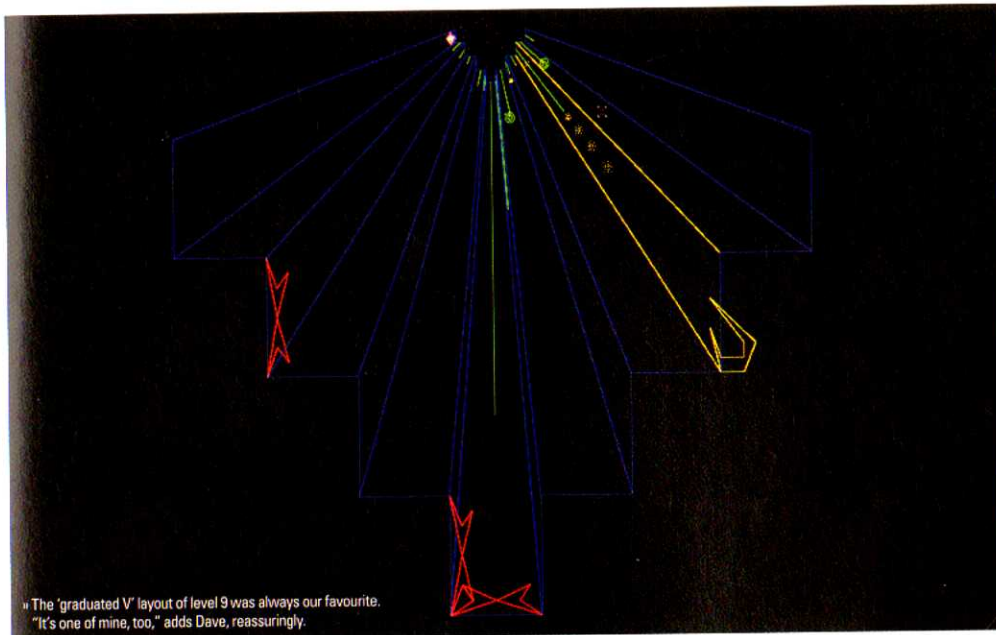 » The 'graduated V' layout of level 9 was always our favourite.
"It's one of mine, too," adds Dave, reassuringly.